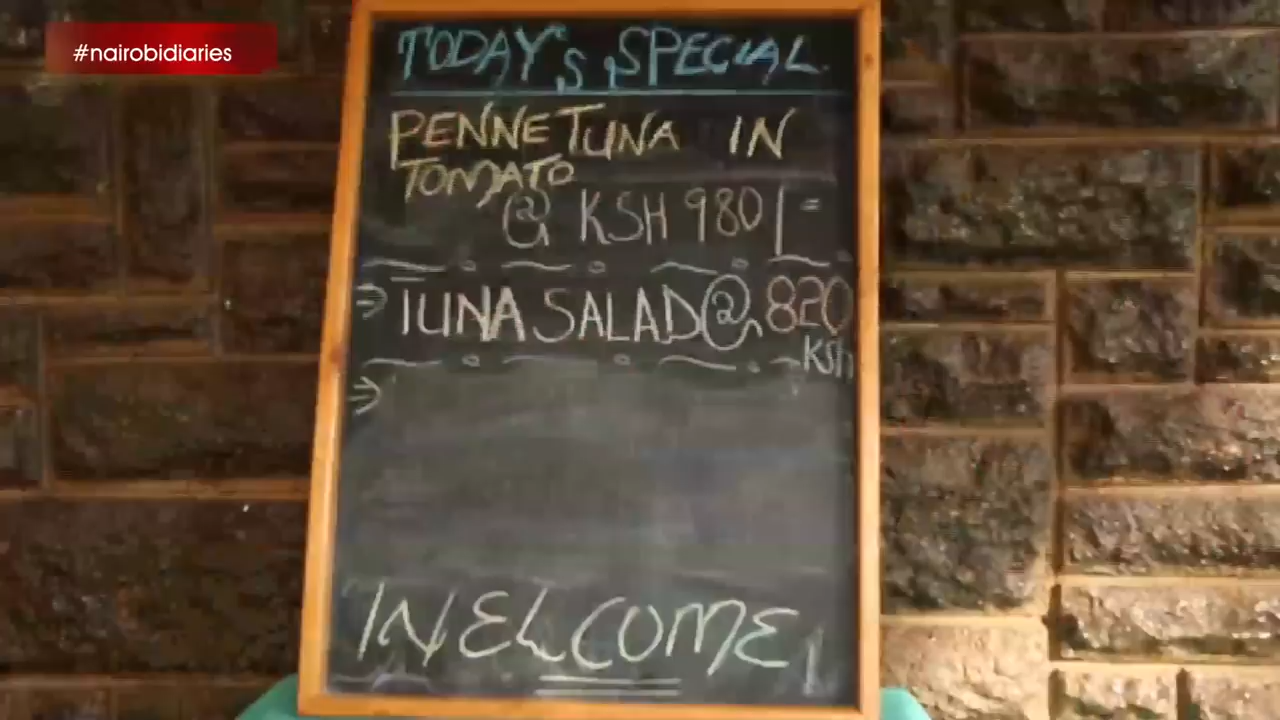 #nairobidiaries
TODAY'S SPECIAL.
PENNE TUNA IN
TOMATO
@ KSH 980/=
⇒ TUNA SALAD @ 820
Ksh
⇒
WELCOME!